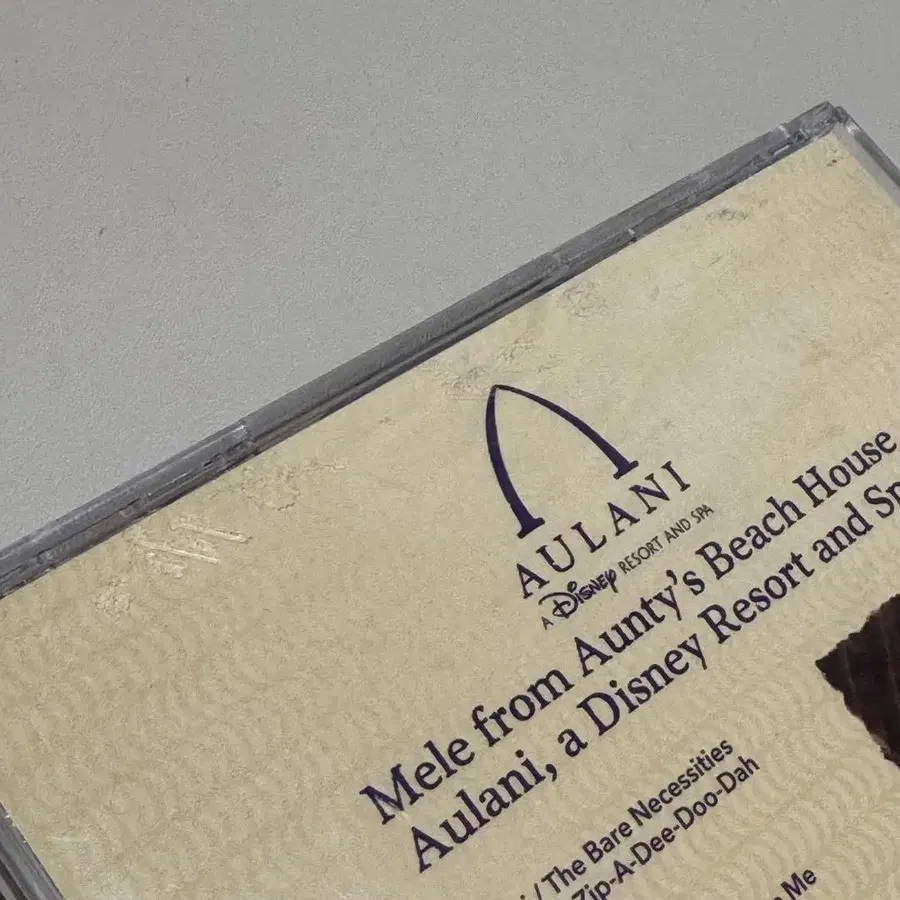 AULANI
A Disney RESORT AND SPA
Mele from Aunty's Beach House
Aulani, a Disney Resort and
/ The Bare Necessities
Zip-A-Dee-Doo-Dah
Me